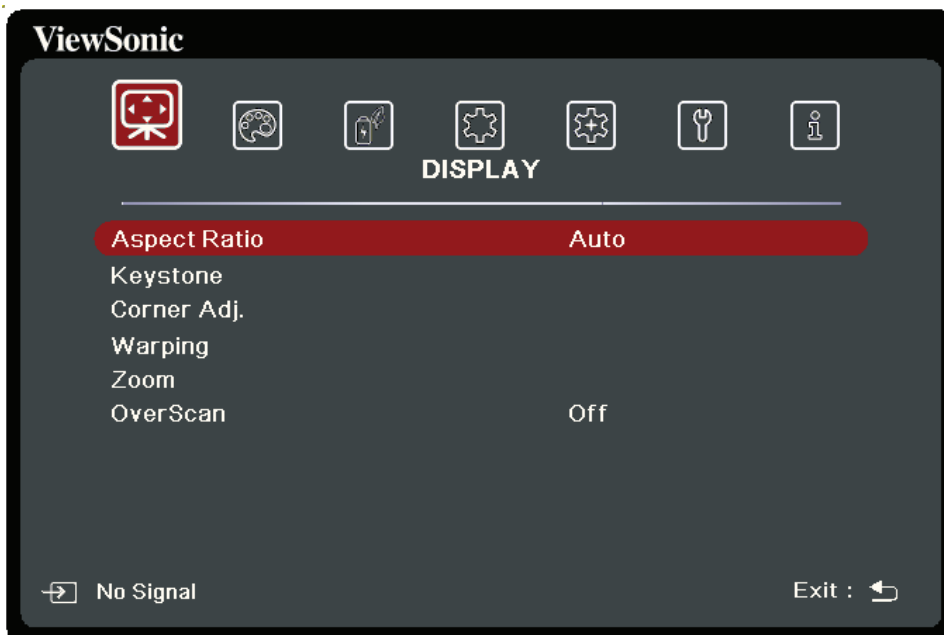 ViewSonic
DISPLAY
Aspect Ratio Auto
Keystone
Corner Adj.
Warping
Zoom
OverScan Off
No Signal Exit :